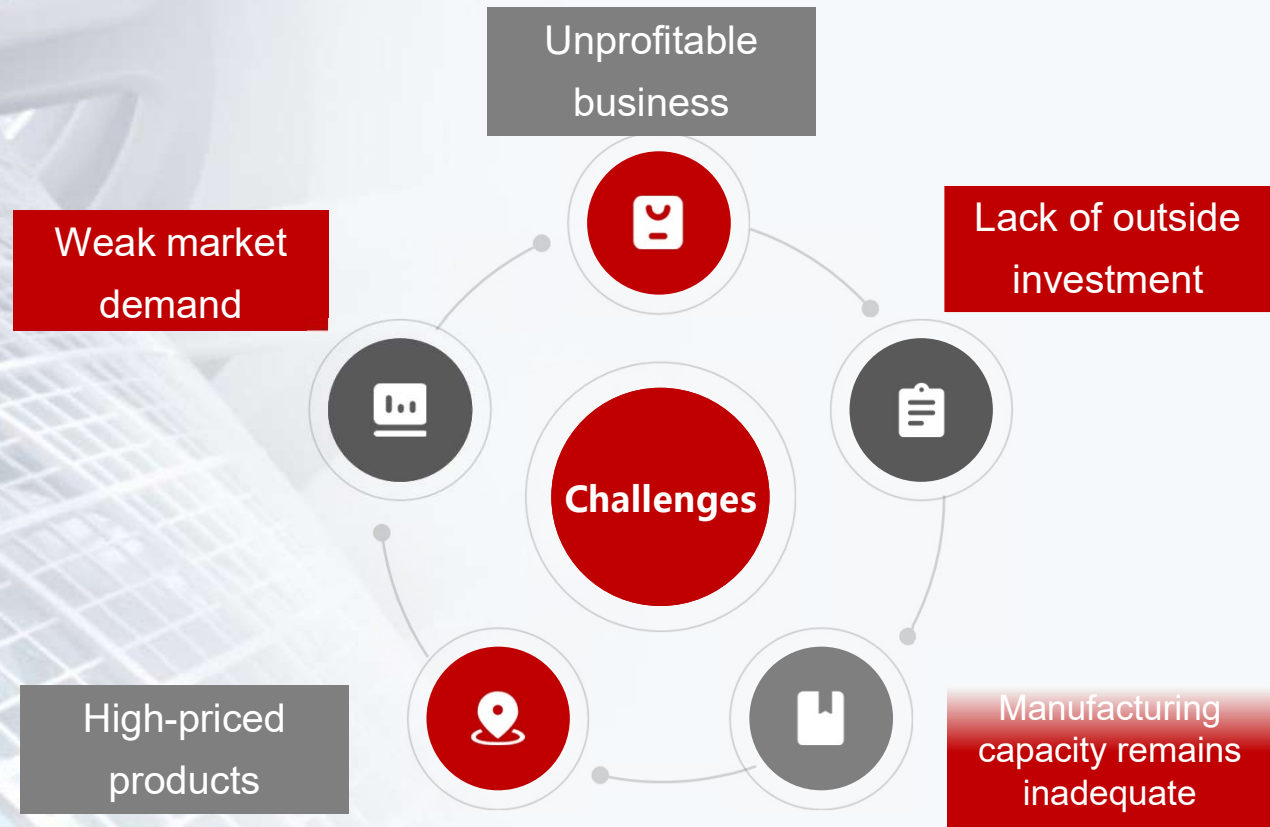 Unprofitable
business
Weak market
demand
Lack of outside
investment
Challenges
High-priced
products
Manufacturing
capacity remains
inadequate